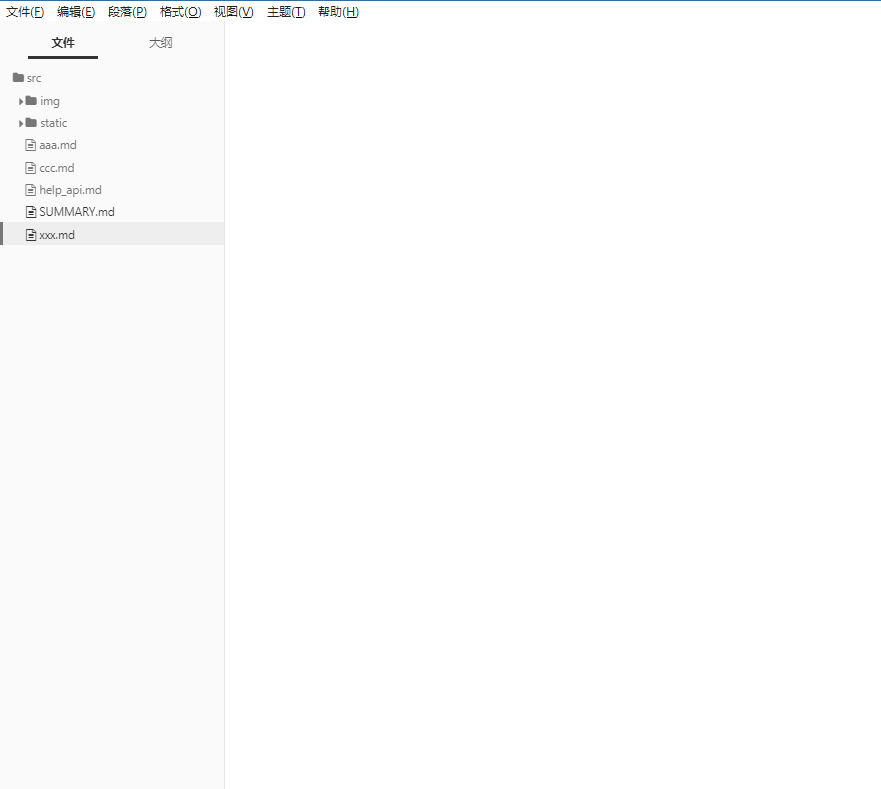 文件(F) 编辑(E) 段落(P) 格式(O) 视图(V) 主题(T) 帮助(H)
文件 大纲
src
img
static
aaa.md
ccc.md
help_api.md
SUMMARY.md
xxx.md